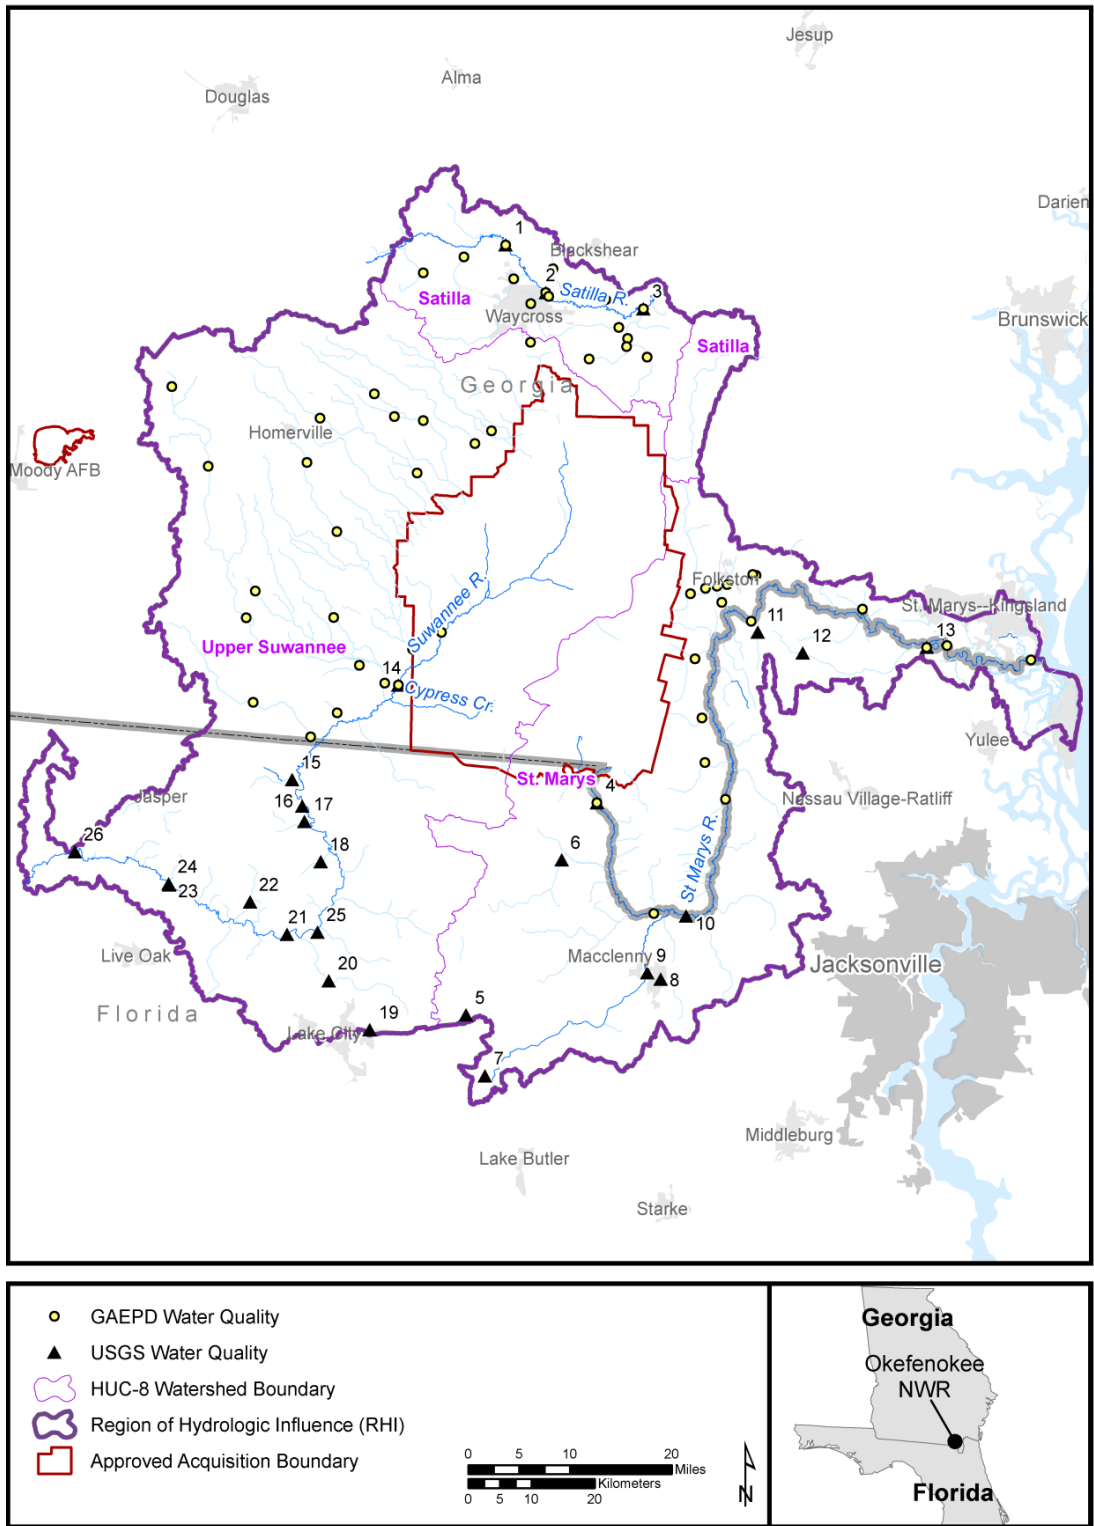 Jesup
Alma
Douglas
Darien
1
Blackshear
2
Satilla R.
3
Satilla
Waycross
Brunswick
Satilla
Georgia
Homerville
Moody AFB
Folkston
St. Marys--Kingsland
Suwannee R.
11
12
13
Upper Suwannee
14
Cypress Cr.
Yulee
St. Marys
15
4
Jasper
16
17
Nassau Village-Ratliff
26
18
6
St Marys R.
24
23
22
21
25
10
Live Oak
Macclenny
9
Jacksonville
20
8
Florida
5
19
Lake City
7
Middleburg
Lake Butler
Starke
GAEPD Water Quality
USGS Water Quality
HUC-8 Watershed Boundary
Region of Hydrologic Influence (RHI)
Approved Acquisition Boundary
0 5 10 20
Miles
Kilometers
0 5 10 20
N
Georgia
Okefenokee
NWR
Florida